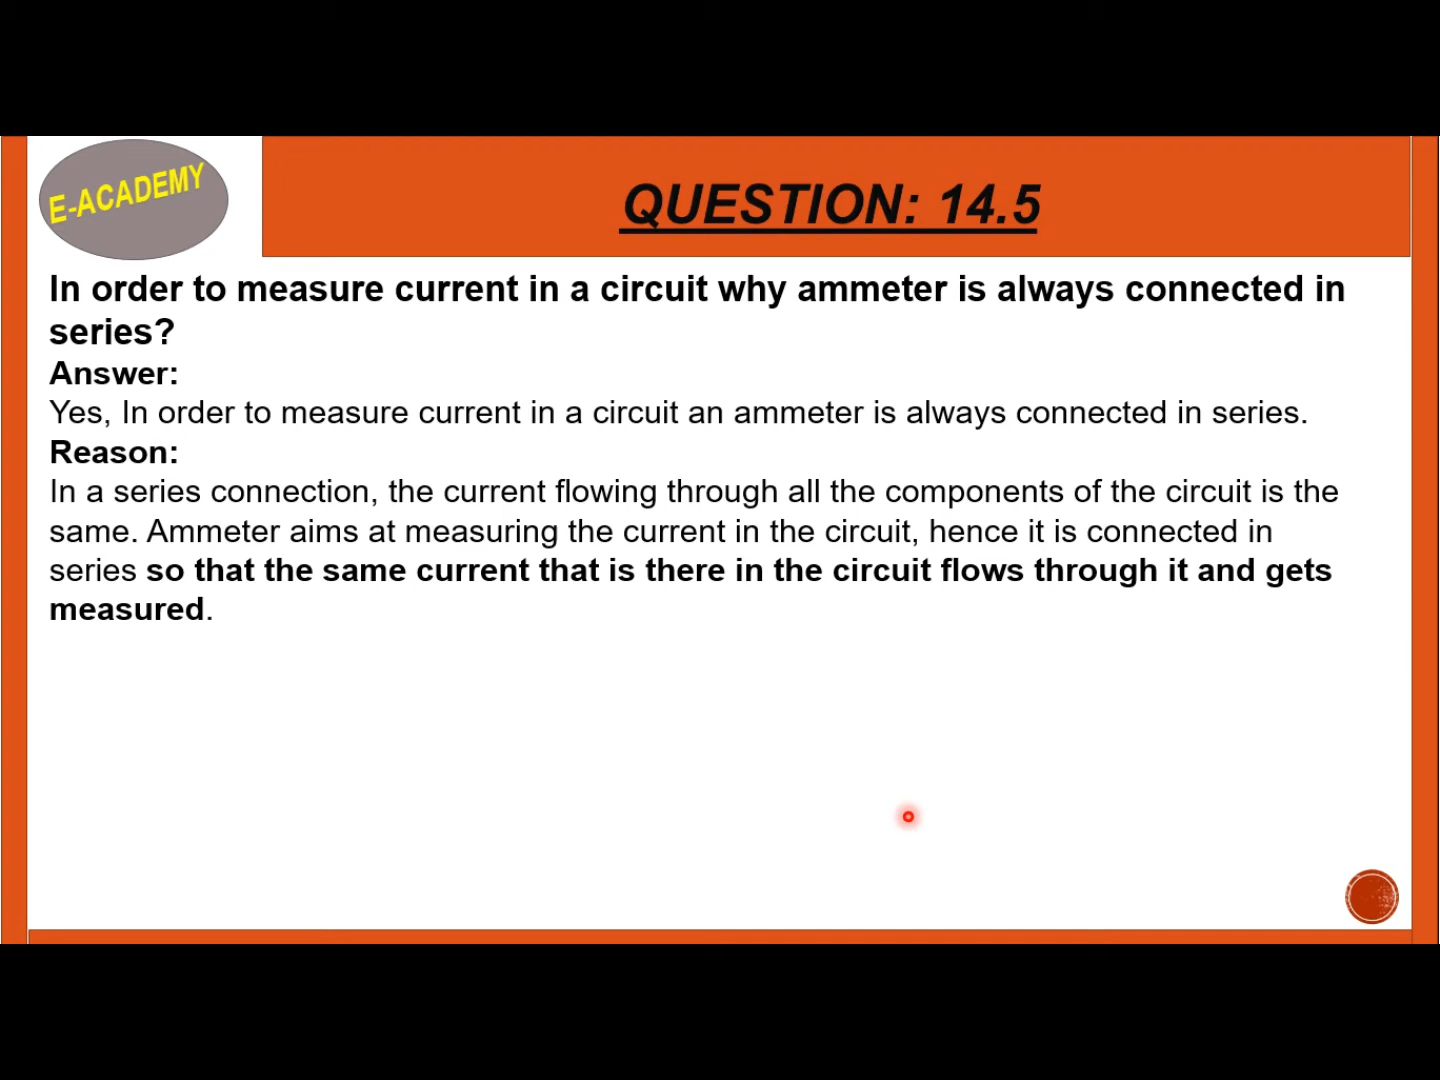 E-ACADEMY
QUESTION: 14.5
In order to measure current in a circuit why ammeter is always connected in
series?
Answer:
Yes, In order to measure current in a circuit an ammeter is always connected in series.
Reason:
In a series connection, the current flowing through all the components of the circuit is the
same. Ammeter aims at measuring the current in the circuit, hence it is connected in
series so that the same current that is there in the circuit flows through it and gets
measured.